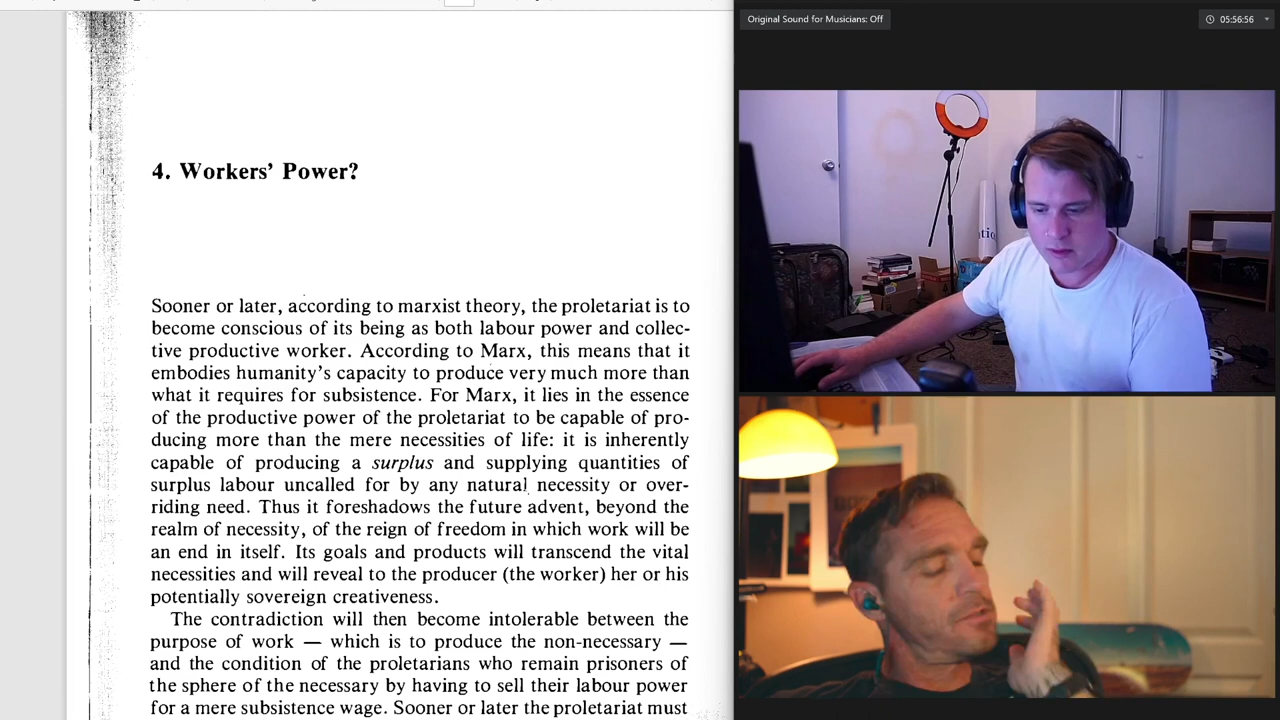 Original Sound for Musicians: Off
05:56:56
4. Workers' Power?
Sooner or later, according to marxist theory, the proletariat is to
become conscious of its being as both labour power and collec-
tive productive worker. According to Marx, this means that it
embodies humanity's capacity to produce very much more than
what it requires for subsistence. For Marx, it lies in the essence
of the productive power of the proletariat to be capable of pro-
ducing more than the mere necessities of life: it is inherently
capable of producing a surplus and supplying quantities of
surplus labour uncalled for by any natural necessity or over-
riding need. Thus it foreshadows the future advent, beyond the
realm of necessity, of the reign of freedom in which work will be
an end in itself. Its goals and products will transcend the vital
necessities and will reveal to the producer (the worker) her or his
potentially sovereign creativeness.
The contradiction will then become intolerable between the
purpose of work — which is to produce the non-necessary —
and the condition of the proletarians who remain prisoners of
the sphere of the necessary by having to sell their labour power
for a mere subsistence wage. Sooner or later the proletariat must